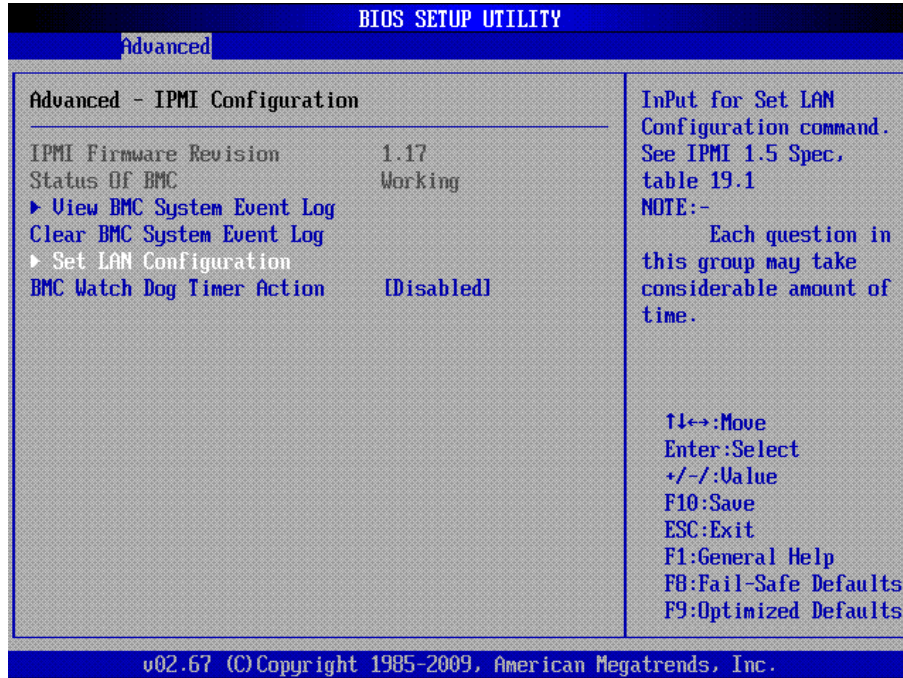 BIOS SETUP UTILITY
Advanced
Advanced - IPMI Configuration
IPMI Firmware Revision 1.17
Status Of BMC Working
▶ View BMC System Event Log
Clear BMC System Event Log
▶ Set LAN Configuration
BMC Watch Dog Timer Action [Disabled]
InPut for Set LAN
Configuration command.
See IPMI 1.5 Spec,
table 19.1
NOTE:-
Each question in
this group may take
considerable amount of
time.
↑↓←→:Move
Enter:Select
+/-/:Value
F10:Save
ESC:Exit
F1:General Help
F8:Fail-Safe Defaults
F9:Optimized Defaults
v02.67 (C)Copyright 1985-2009, American Megatrends, Inc.